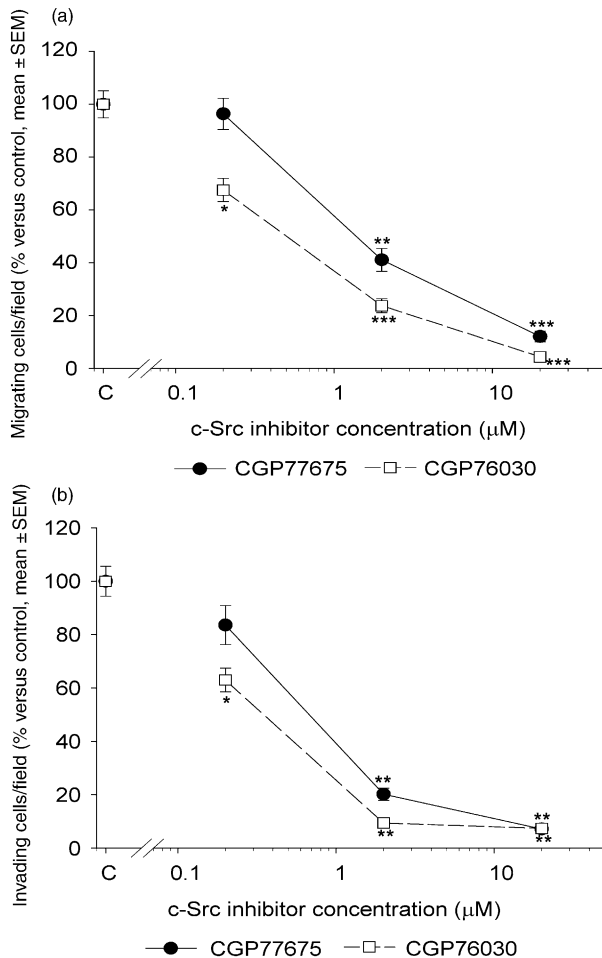 (a)
Migrating cells/field (% versus control, mean ±SEM)
120
100
80
60
40
20
0
*
**
***
***
***
C
0.1
1
10
c-Src inhibitor concentration (μM)
CGP77675
CGP76030
(b)
Invading cells/field (% versus control, mean ±SEM)
120
100
80
60
40
20
0
*
**
**
**
**
C
0.1
1
10
c-Src inhibitor concentration (μM)
CGP77675
CGP76030